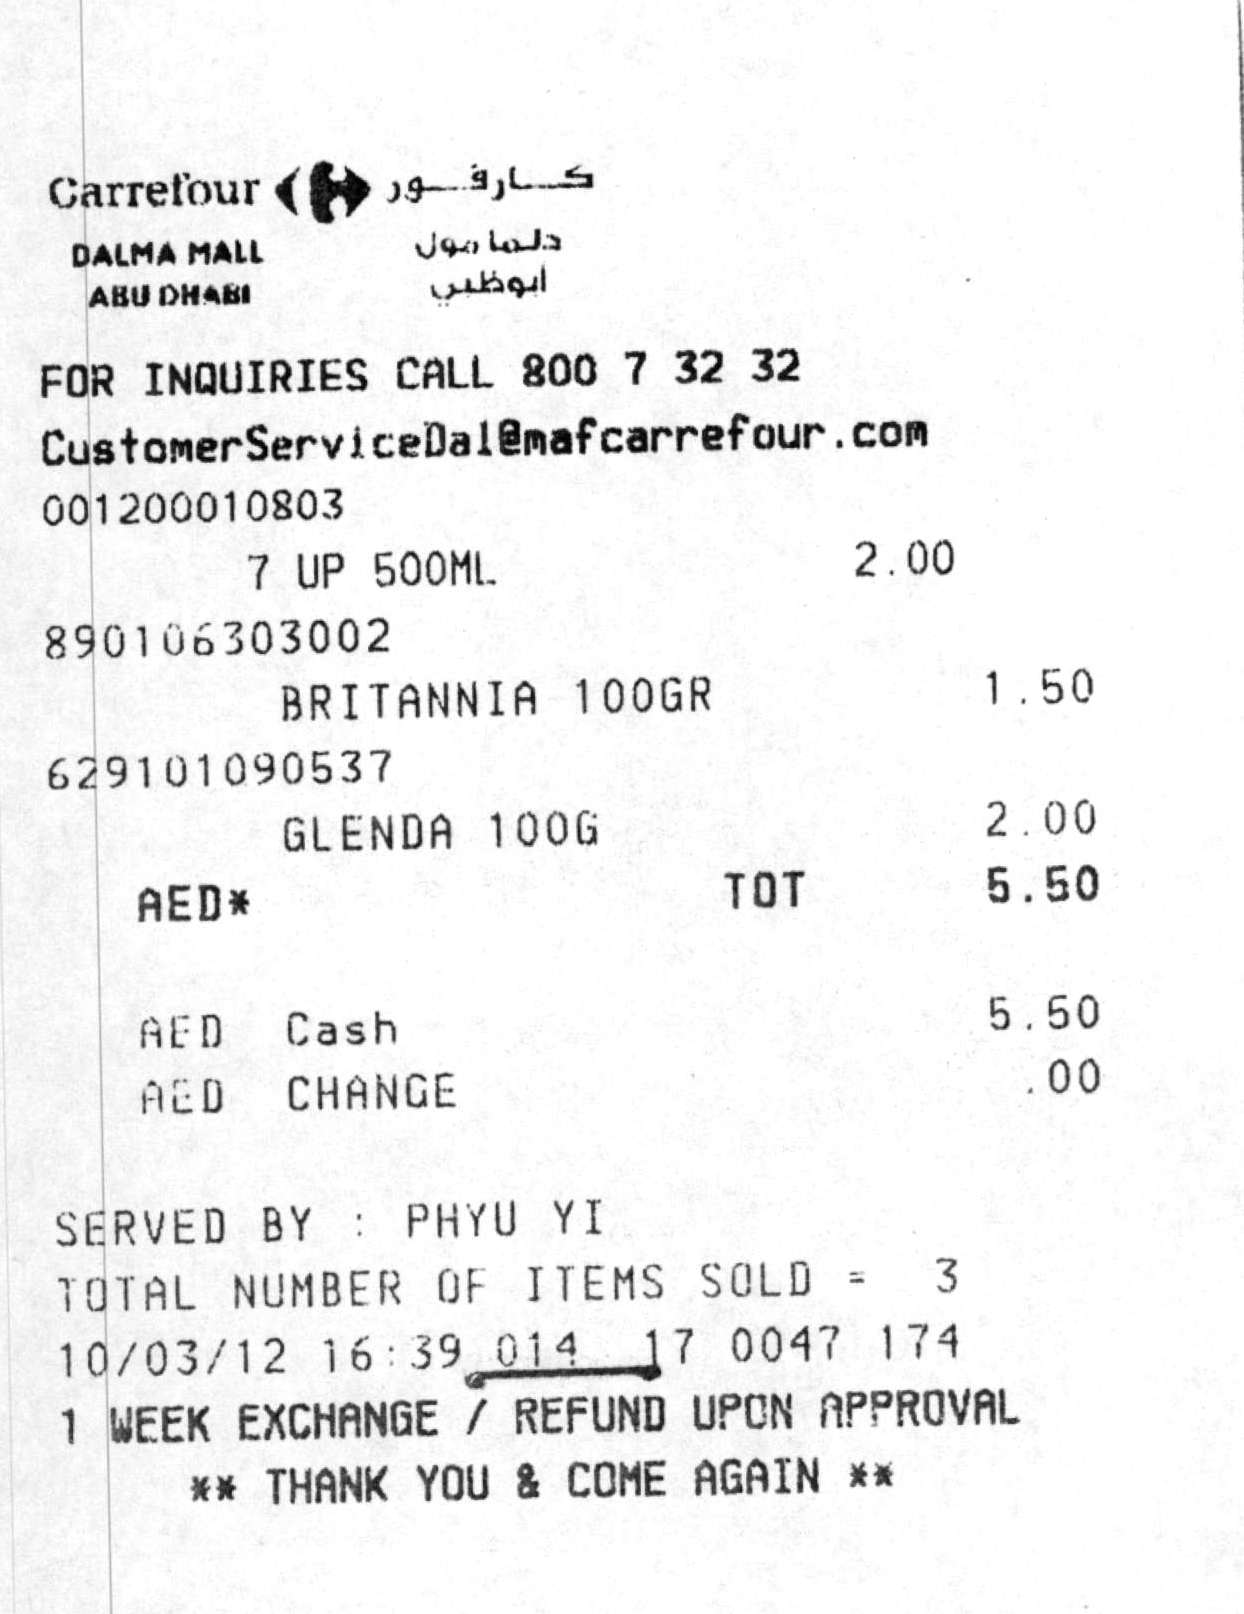 Carrefour كارفور
DALMA MALL دلما مول
ABU DHABI أبوظبي
FOR INQUIRIES CALL 800 7 32 32
CustomerServiceDal@mafcarrefour.com
001200010803
7 UP 500ML 2.00
890106303002
BRITANNIA 100GR 1.50
629101090537
GLENDA 100G 2.00
AED* TOT 5.50
AED Cash 5.50
AED CHANGE .00
SERVED BY : PHYU YI
TOTAL NUMBER OF ITEMS SOLD = 3
10/03/12 16:39 014 17 0047 174
1 WEEK EXCHANGE / REFUND UPON APPROVAL
** THANK YOU & COME AGAIN **